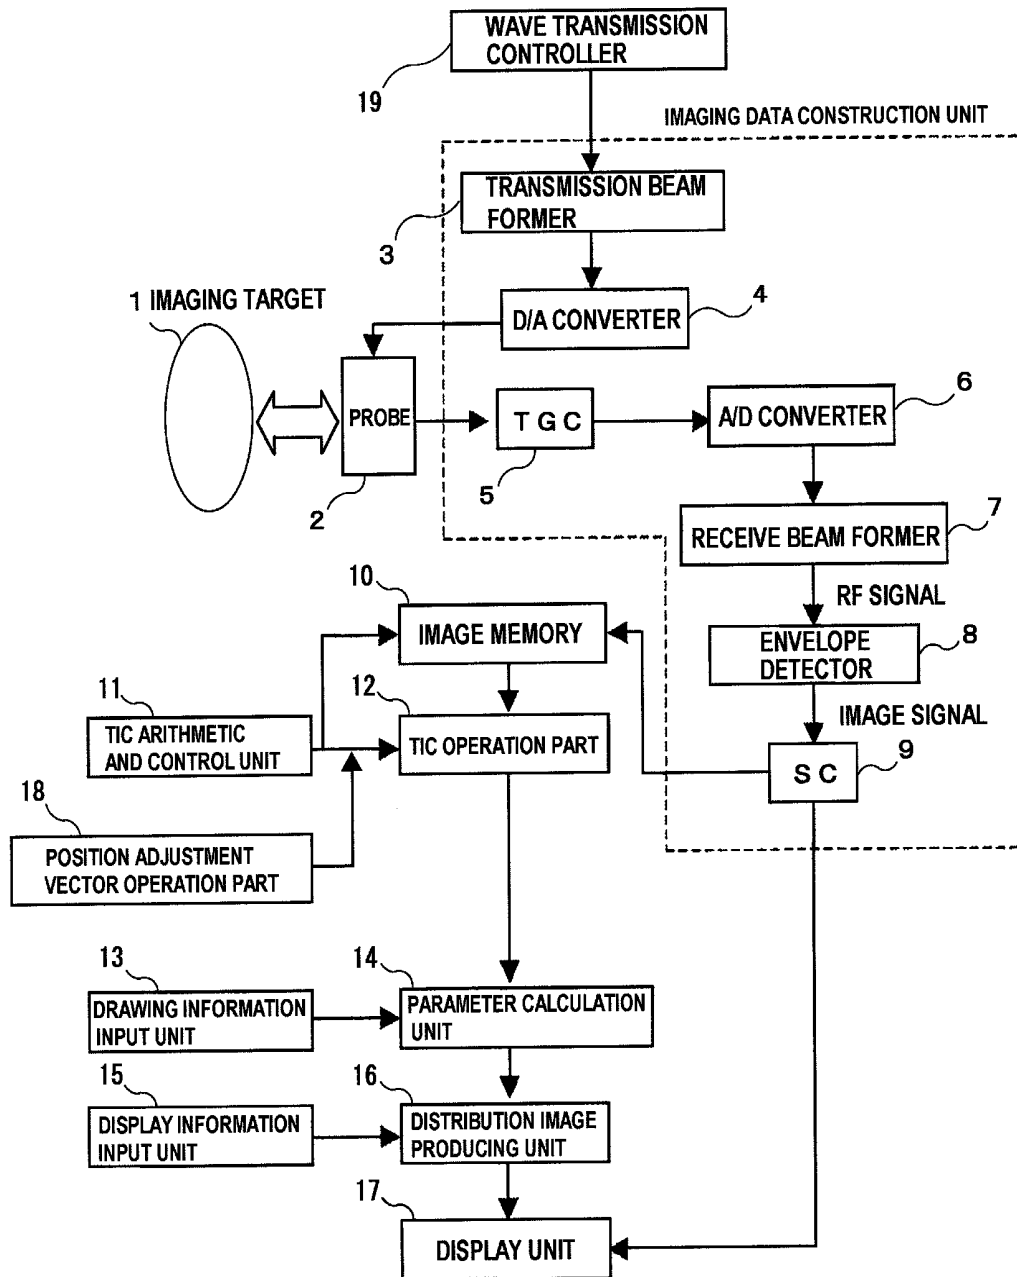 WAVE TRANSMISSION
CONTROLLER
19
IMAGING DATA CONSTRUCTION UNIT
TRANSMISSION BEAM
FORMER
3
1 IMAGING TARGET
D/A CONVERTER
4
PROBE
2
T G C
5
A/D CONVERTER
6
RECEIVE BEAM FORMER
7
RF SIGNAL
10
IMAGE MEMORY
ENVELOPE
DETECTOR
8
IMAGE SIGNAL
11
TIC ARITHMETIC
AND CONTROL UNIT
12
TIC OPERATION PART
S C
9
18
POSITION ADJUSTMENT
VECTOR OPERATION PART
13
DRAWING INFORMATION
INPUT UNIT
14
PARAMETER CALCULATION
UNIT
15
DISPLAY INFORMATION
INPUT UNIT
16
DISTRIBUTION IMAGE
PRODUCING UNIT
17
DISPLAY UNIT